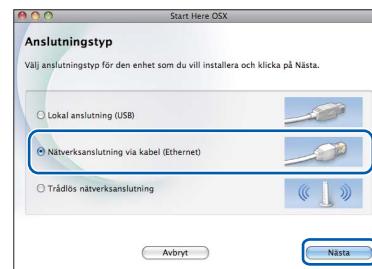 Start Here OSX
Anslutningstyp
Välj anslutningstyp för den enhet som du vill installera och klicka på Nästa.
Lokal anslutning (USB)
Nätverksanslutning via kabel (Ethernet)
Trådlös nätverksanslutning
Avbryt
Nästa